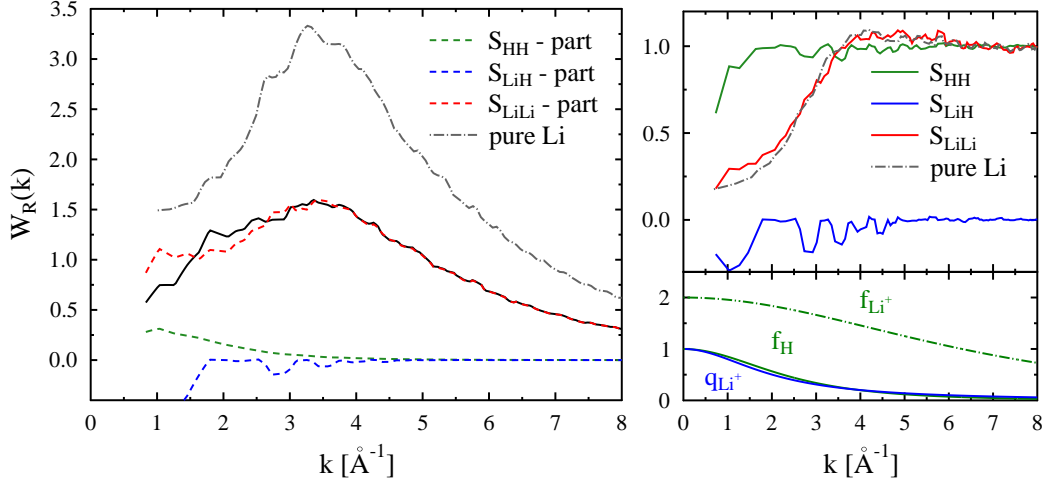 3.5
3.0
2.5
2.0
1.5
1.0
0.5
0.0
W_R(k)
S_HH - part
S_LiH - part
S_LiLi - part
pure Li
0 1 2 3 4 5 6 7 8
k [Å⁻¹]
1.0
0.5
0.0
S_HH
S_LiH
S_LiLi
pure Li
2
1
0
f_Li⁺
f_H
q_Li⁺
0 1 2 3 4 5 6 7 8
k [Å⁻¹]